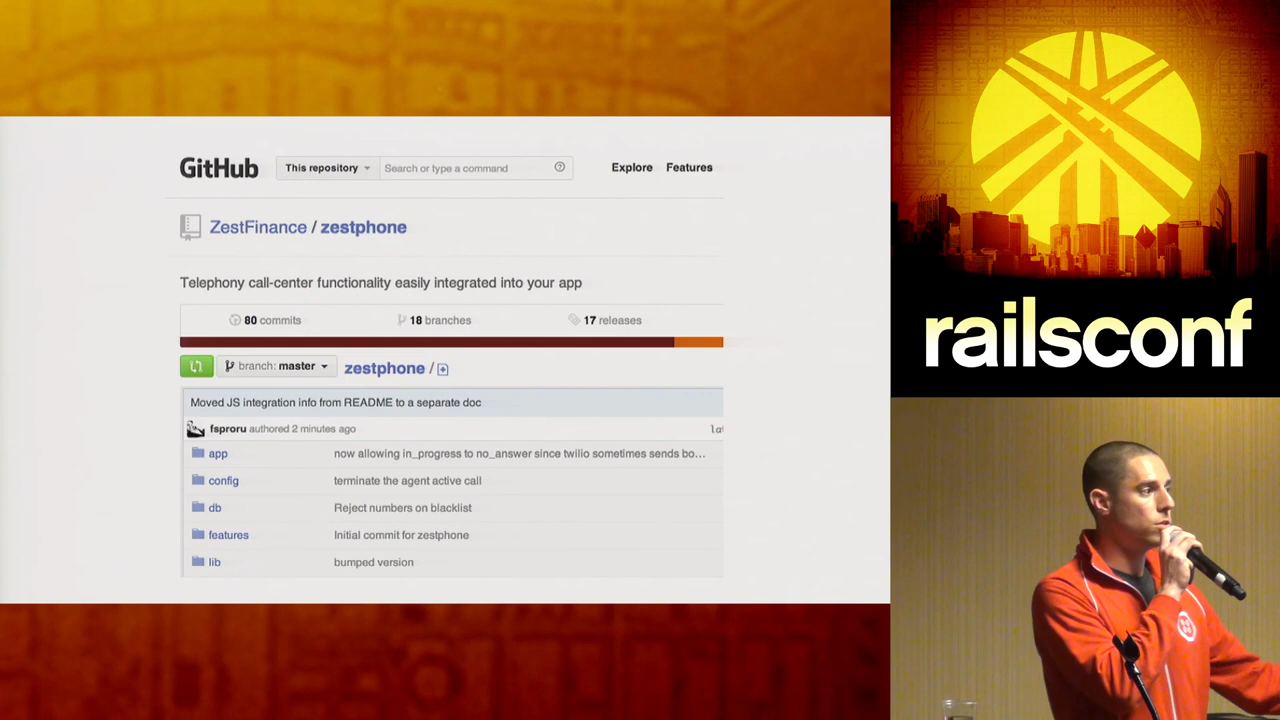 GitHub This repository Search or type a command Explore Features
ZestFinance / zestphone
Telephony call-center functionality easily integrated into your app
80 commits 18 branches 17 releases
branch: master zestphone /
Moved JS integration info from README to a separate doc
fsproru authored 2 minutes ago
app now allowing in_progress to no_answer since twilio sometimes sends bo…
config terminate the agent active call
db Reject numbers on blacklist
features Initial commit for zestphone
lib bumped version
railsconf